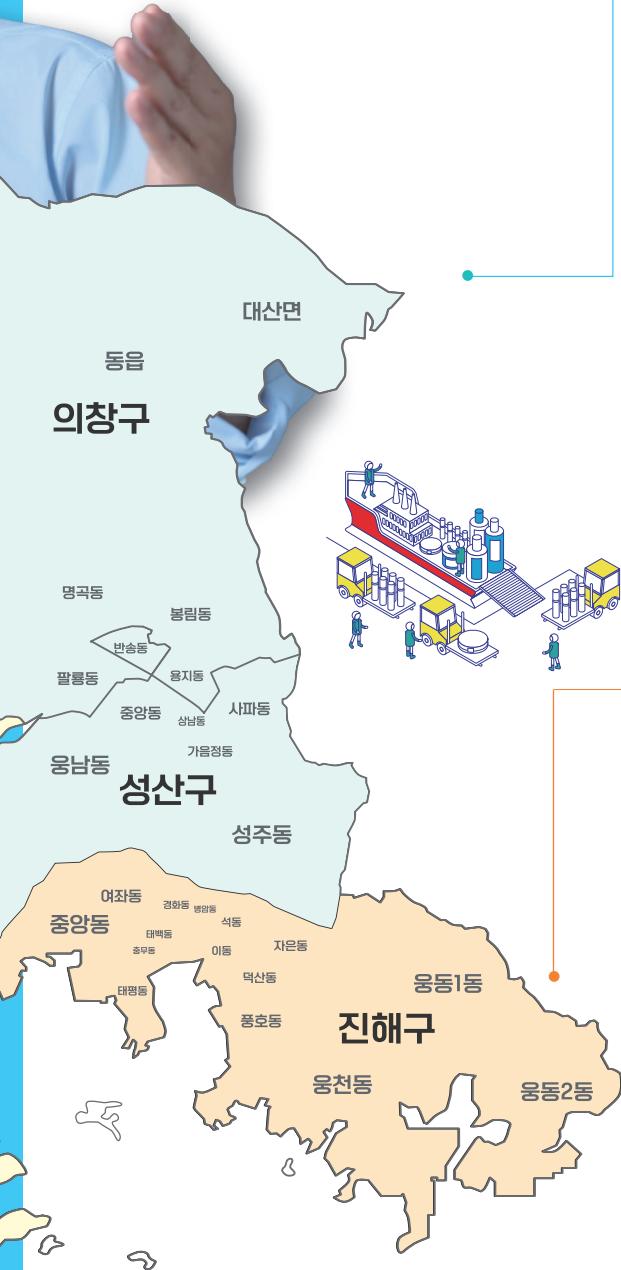 대산면
동읍
의창구
명곡동
봉림동
반송동
팔룡동
용지동
중앙동
상남동
사파동
가음정동
웅남동
성산구
성주동
여좌동
경화동
병암동
중앙동
석동
태백동
충무동
이동
자은동
덕산동
태평동
웅동1동
풍호동
진해구
웅천동
웅동2동